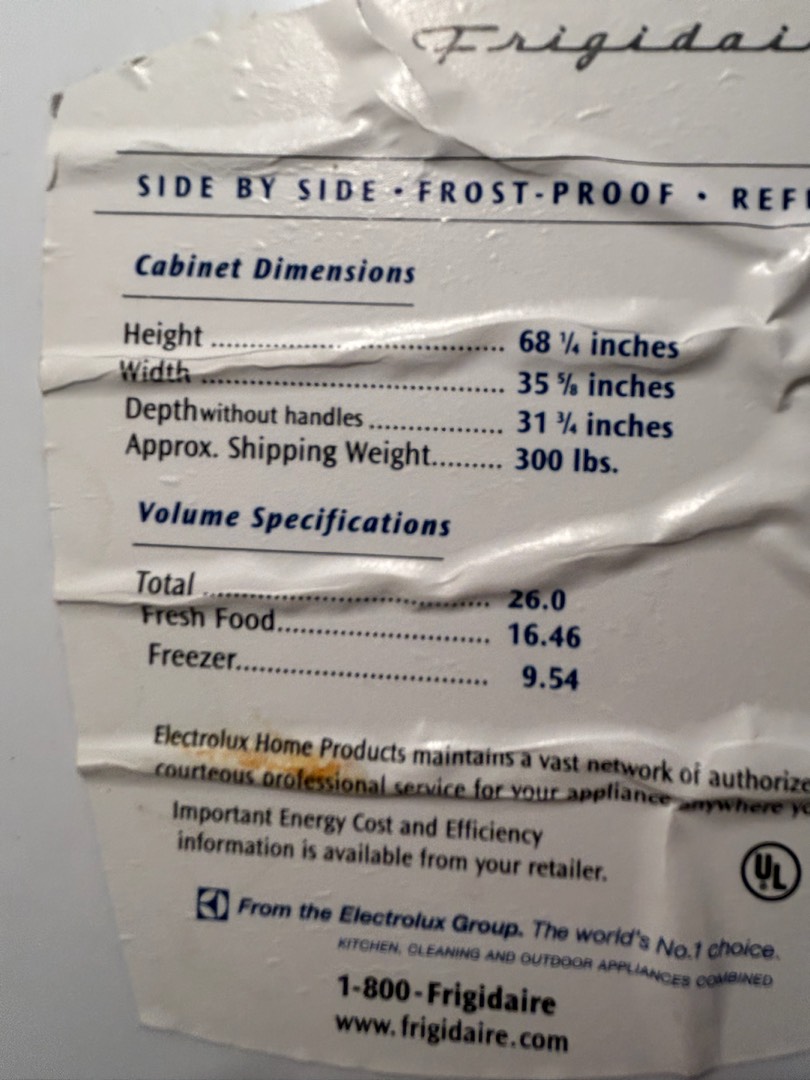 Frigidai
SIDE BY SIDE • FROST-PROOF •
Cabinet Dimensions
Height ................................ 68 ¼ inches
Width ................................ 35 ⅝ inches
Depth without handles ................. 31 ¾ inches
Approx. Shipping Weight......... 300 lbs.
Volume Specifications
Total ................................ 26.0
Fresh Food........................ 16.46
Freezer............................ 9.54
Electrolux Home Products maintains a vast network of authorize
courteous professional service for your appliance anywhere
Important Energy Cost and Efficiency
information is available from your retailer.
UL
From the Electrolux Group. The world's No.1 choice.
KITCHEN, CLEANING AND OUTDOOR APPLIANCES COMBINED
1-800-Frigidaire
www.frigidaire.com